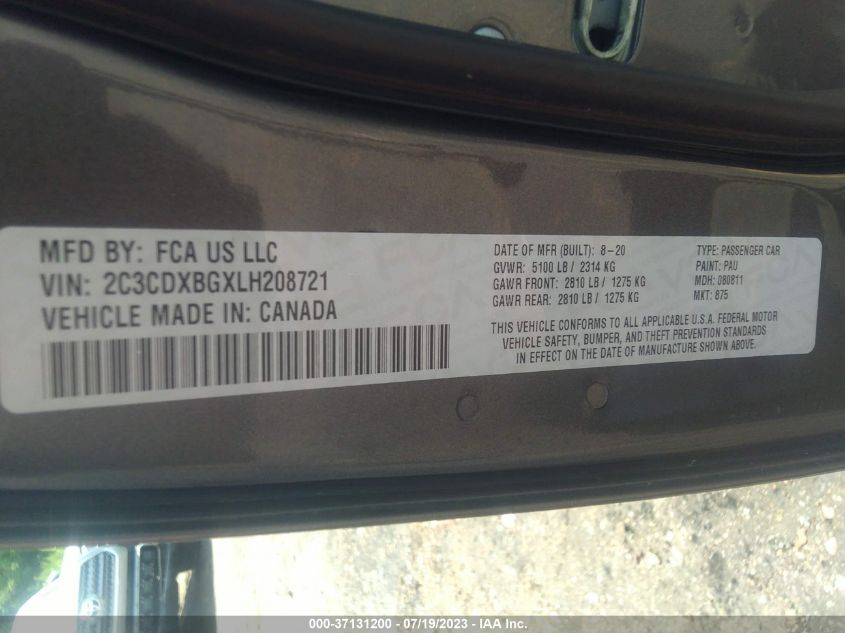 MFD BY: FCA US LLC
VIN: 2C3CDXBGXLH208721
VEHICLE MADE IN: CANADA
DATE OF MFR (BUILT): 8-20
GVWR: 5100 LB / 2314 KG
GAWR FRONT: 2810 LB / 1275 KG
GAWR REAR: 2810 LB / 1275 KG
TYPE: PASSENGER CAR
PAINT: PAU
MDH: 080811
MKT: 875
THIS VEHICLE CONFORMS TO ALL APPLICABLE U.S.A. FEDERAL MOTOR
VEHICLE SAFETY, BUMPER, AND THEFT PREVENTION STANDARDS
IN EFFECT ON THE DATE OF MANUFACTURE SHOWN ABOVE.
000-37131200 - 07/19/2023 - IAA Inc.